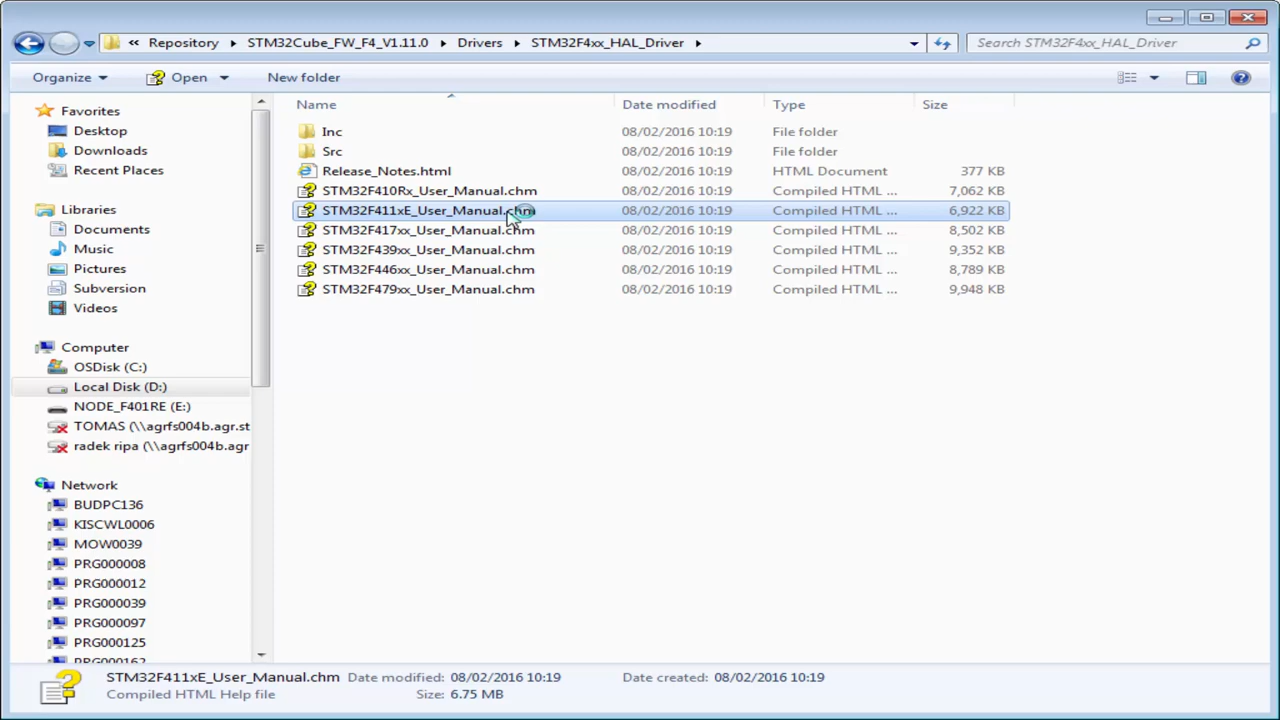 « Repository STM32Cube_FW_F4_V1.11.0 Drivers STM32F4xx_HAL_Driver Search STM32F4xx_HAL_Driver
Organize Open New folder
Name Date modified Type Size
Favorites
Desktop
Downloads
Recent Places
Libraries
Documents
Music
Pictures
Subversion
Videos
Computer
OSDisk (C:)
Local Disk (D:)
NODE_F401RE (E:)
TOMAS (\\agrfs004b.agr.st
radek ripa (\\agrfs004b.agr
Network
BUDPC136
KISCWL0006
MOW0039
PRG000008
PRG000012
PRG000039
PRG000097
PRG000125
PRG000162
Inc 08/02/2016 10:19 File folder
Src 08/02/2016 10:19 File folder
Release_Notes.html 08/02/2016 10:19 HTML Document 377 KB
STM32F410Rx_User_Manual.chm 08/02/2016 10:19 Compiled HTML ... 7,062 KB
STM32F411xE_User_Manual.chm 08/02/2016 10:19 Compiled HTML ... 6,922 KB
STM32F417xx_User_Manual.chm 08/02/2016 10:19 Compiled HTML ... 8,502 KB
STM32F439xx_User_Manual.chm 08/02/2016 10:19 Compiled HTML ... 9,352 KB
STM32F446xx_User_Manual.chm 08/02/2016 10:19 Compiled HTML ... 8,789 KB
STM32F479xx_User_Manual.chm 08/02/2016 10:19 Compiled HTML ... 9,948 KB
STM32F411xE_User_Manual.chm Date modified: 08/02/2016 10:19 Date created: 08/02/2016 10:19
Compiled HTML Help file Size: 6.75 MB